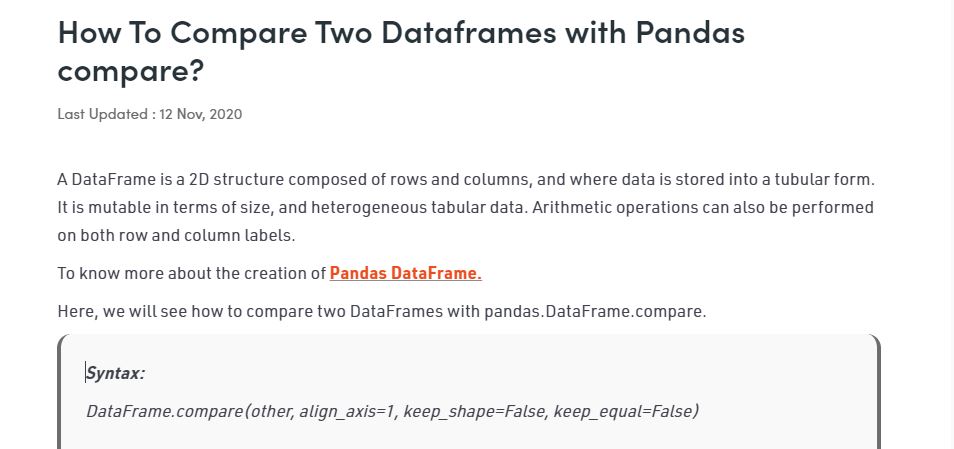 How To Compare Two Dataframes with Pandas
compare?
Last Updated : 12 Nov, 2020
A DataFrame is a 2D structure composed of rows and columns, and where data is stored into a tubular form.
It is mutable in terms of size, and heterogeneous tabular data. Arithmetic operations can also be performed
on both row and column labels.
To know more about the creation of Pandas DataFrame.
Here, we will see how to compare two DataFrames with pandas.DataFrame.compare.
Syntax:
DataFrame.compare(other, align_axis=1, keep_shape=False, keep_equal=False)